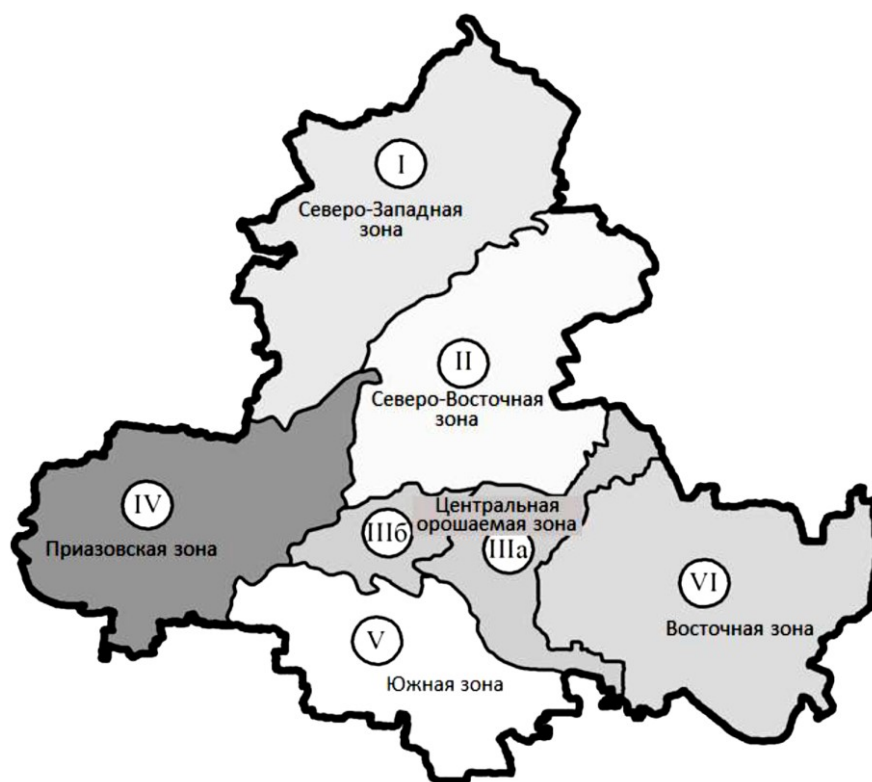 I
Северо-Западная
зона
II
Северо-Восточная
зона
IV
Приазовская зона
Центральная
орошаемая зона
IIIб
IIIа
VI
Восточная зона
V
Южная зона